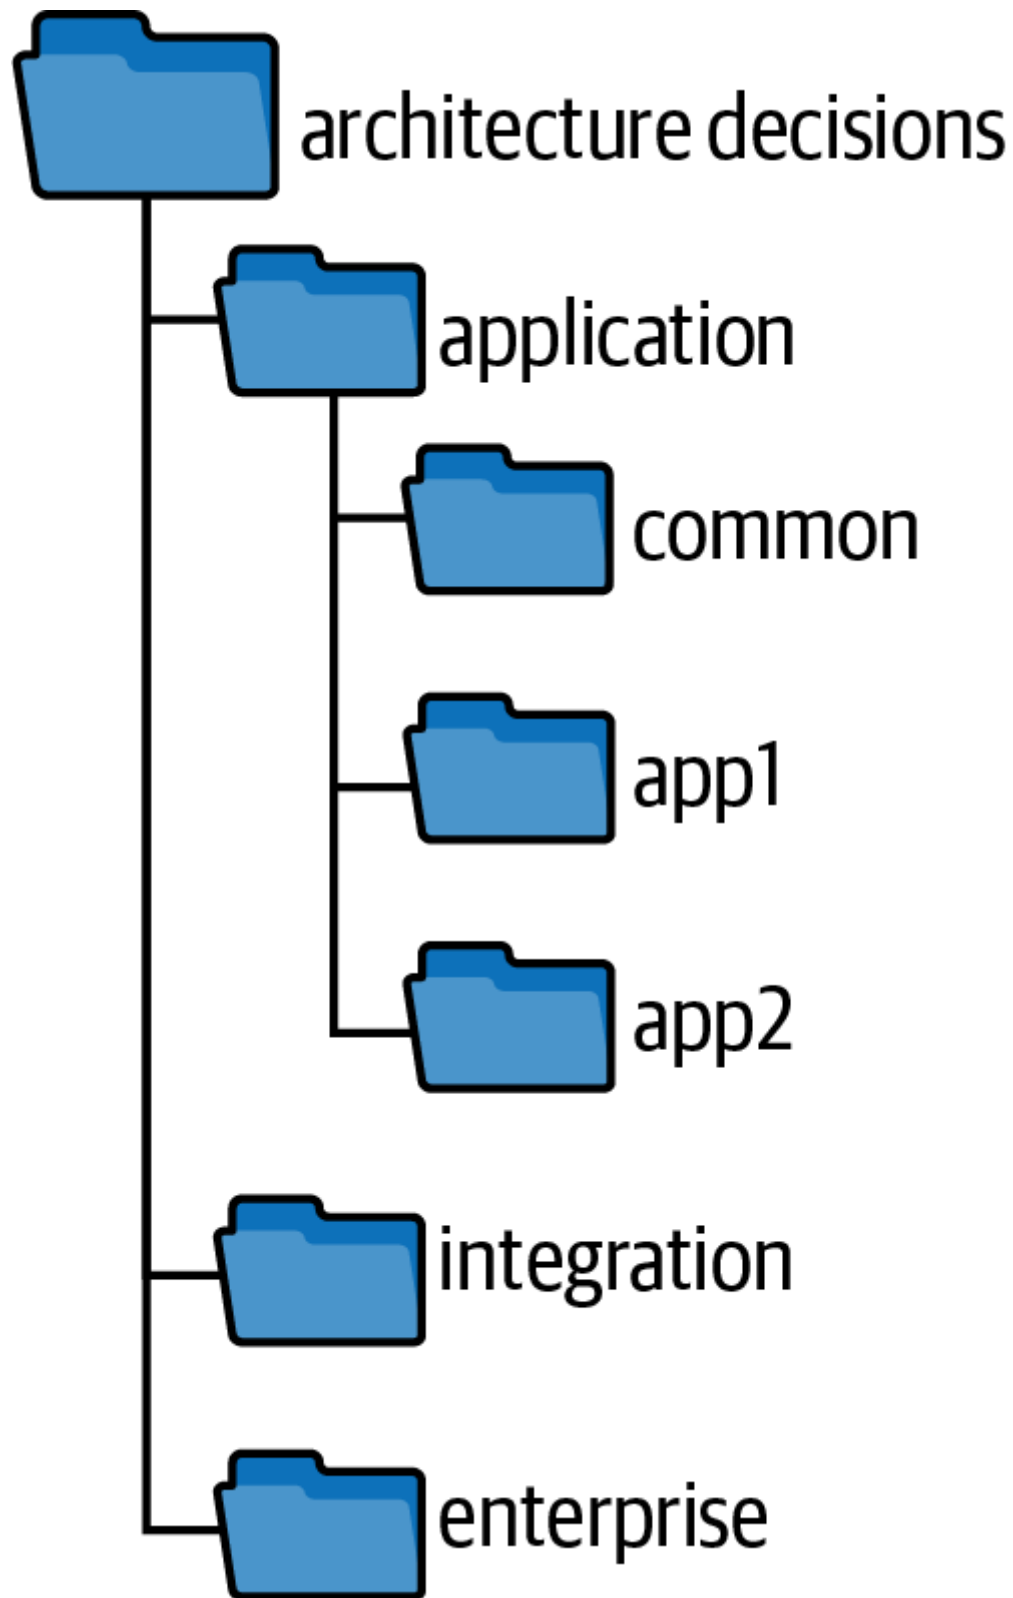 architecture decisions
application
common
app1
app2
integration
enterprise